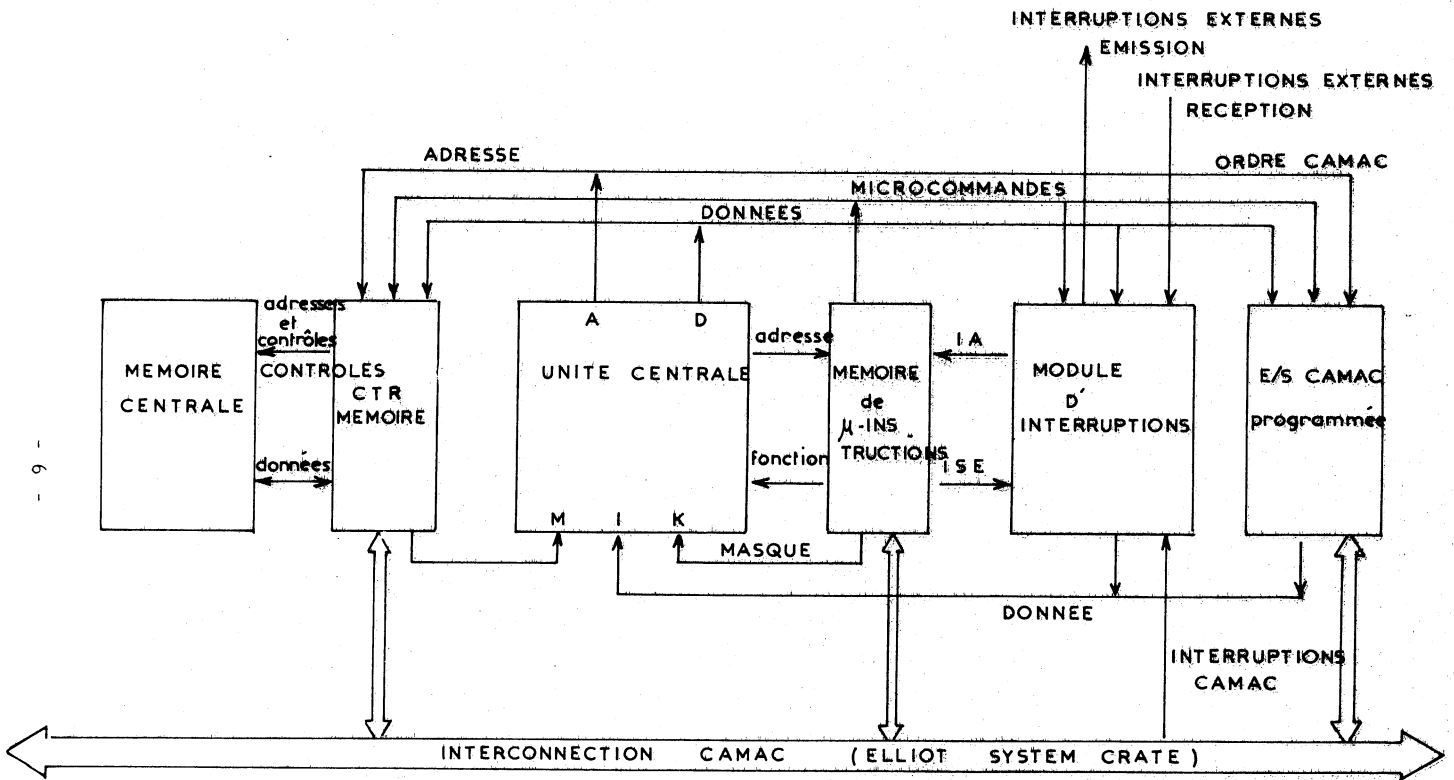 INTERRUPTIONS EXTERNES
EMISSION
INTERRUPTIONS EXTERNES
RECEPTION
ADRESSE
ORDRE CAMAC
MICROCOMMANDES
DONNEES
adresses
et
contrôles
MEMOIRE
CENTRALE
données
CONTROLES
CTR
MEMOIRE
A
D
UNITE CENTRALE
M
I
K
adresse
fonction
MEMOIRE
de
μ-INS
TRUCTIONS
IA
ISE
MODULE
D'
INTERRUPTIONS
E/S CAMAC
programmée
MASQUE
DONNEE
INTERRUPTIONS
CAMAC
- 9 -
INTERCONNECTION CAMAC (ELLIOT SYSTEM CRATE)